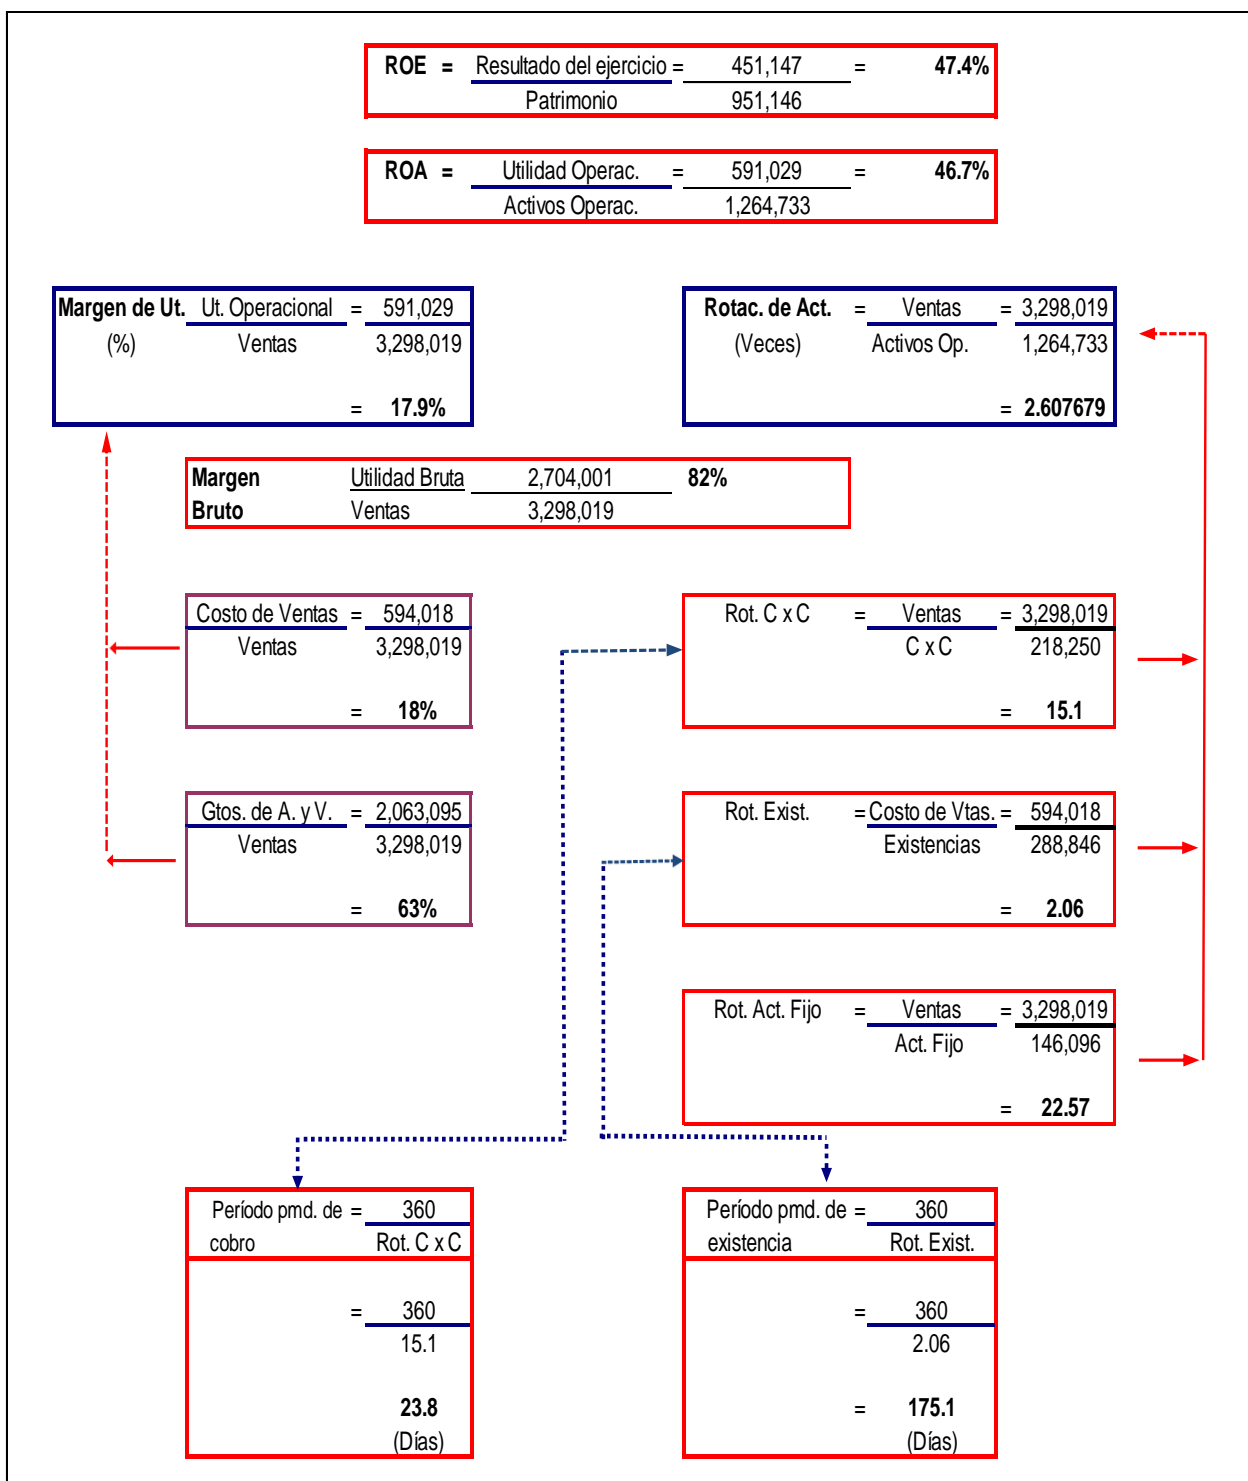 ROE = Resultado del ejercicio = 451,147 = 47.4%
Patrimonio 951,146
ROA = Utilidad Operac. = 591,029 = 46.7%
Activos Operac. 1,264,733
Margen de Ut. Ut. Operacional = 591,029
(%) Ventas 3,298,019
= 17.9%
Rotac. de Act. = Ventas = 3,298,019
(Veces) Activos Op. 1,264,733
= 2.607679
Margen Utilidad Bruta 2,704,001 82%
Bruto Ventas 3,298,019
Costo de Ventas = 594,018
Ventas 3,298,019
= 18%
Rot. C x C = Ventas = 3,298,019
C x C 218,250
= 15.1
Gtos. de A. y V. = 2,063,095
Ventas 3,298,019
= 63%
Rot. Exist. = Costo de Vtas. = 594,018
Existencias 288,846
= 2.06
Rot. Act. Fijo = Ventas = 3,298,019
Act. Fijo 146,096
= 22.57
Período pmd. de = 360
cobro Rot. C x C
= 360
15.1
23.8
(Días)
Período pmd. de = 360
existencia Rot. Exist.
= 360
2.06
= 175.1
(Días)